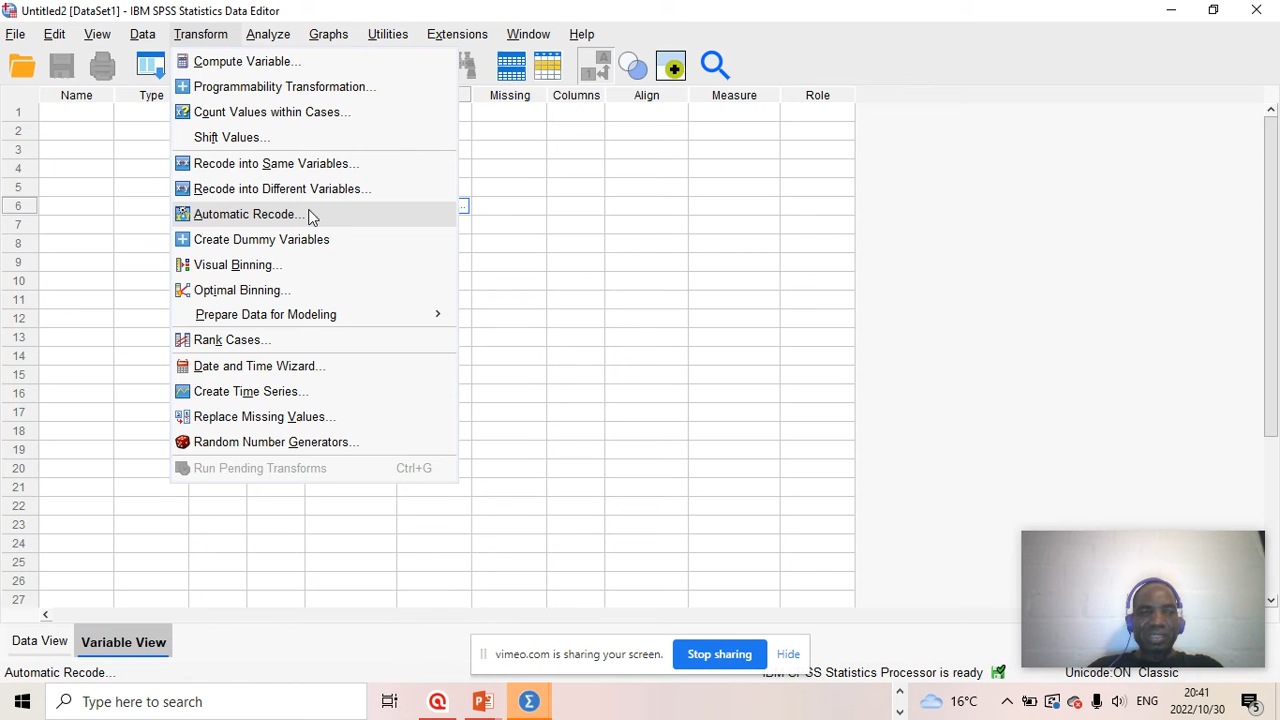 Untitled2 [DataSet1] - IBM SPSS Statistics Data Editor
File Edit View Data Transform Analyze Graphs Utilities Extensions Window Help
Name Type Missing Columns Align Measure Role
Compute Variable...
Programmability Transformation...
Count Values within Cases...
Shift Values...
Recode into Same Variables...
Recode into Different Variables...
Automatic Recode...
Create Dummy Variables
Visual Binning...
Optimal Binning...
Prepare Data for Modeling
Rank Cases...
Date and Time Wizard...
Create Time Series...
Replace Missing Values...
Random Number Generators...
Run Pending Transforms Ctrl+G
1
2
3
4
5
6
7
8
9
10
11
12
13
14
15
16
17
18
19
20
21
22
23
24
25
26
27
Data View Variable View
vimeo.com is sharing your screen. Stop sharing Hide
Automatic Recode... IBM SPSS Statistics Processor is ready Unicode:ON Classic
Type here to search
16°C
ENG
20:41
2022/10/30
5